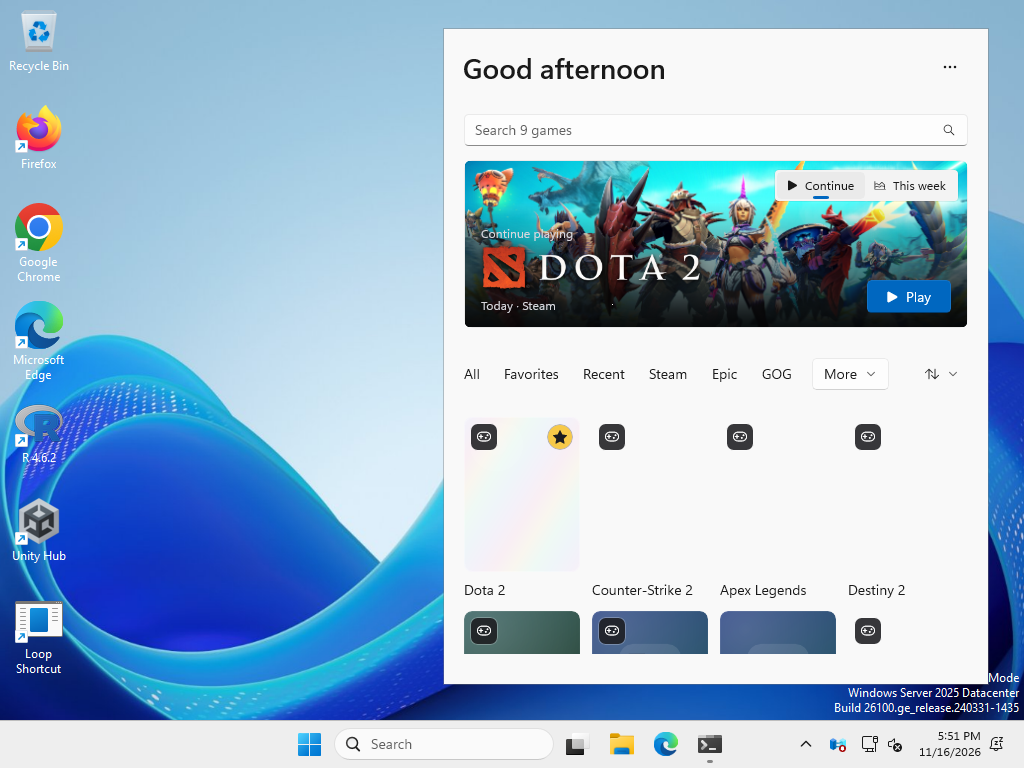 Recycle Bin
Firefox
Google
Chrome
Microsoft
Edge
R 4.6.2
Unity Hub
Loop
Shortcut
Good afternoon
Search 9 games
Continue
This week
Continue playing
DOTA 2
Today · Steam
Play
All
Favorites
Recent
Steam
Epic
GOG
More
Dota 2
Counter-Strike 2
Apex Legends
Destiny 2
Mode
Windows Server 2025 Datacenter
Build 26100.ge_release.240331-1435
Search
5:51 PM
11/16/2026